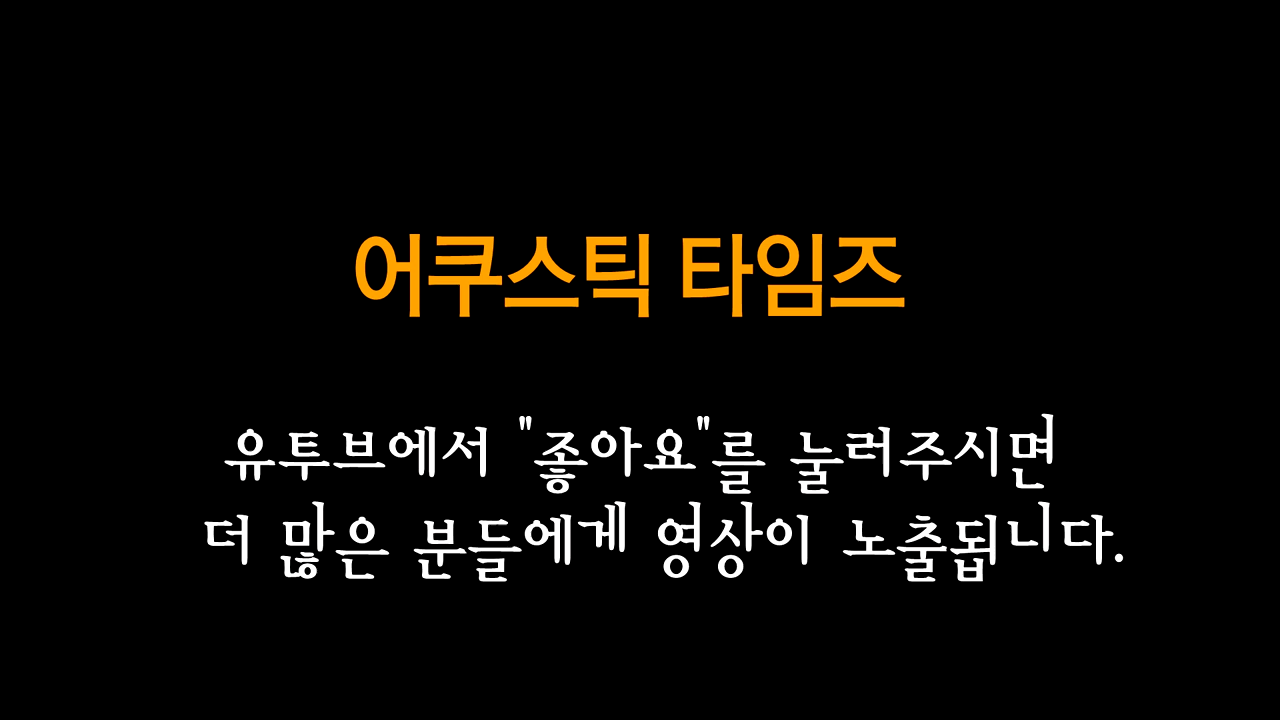 어쿠스틱 타임즈
유투브에서 "좋아요"를 눌러주시면
더 많은 분들에게 영상이 노출됩니다.